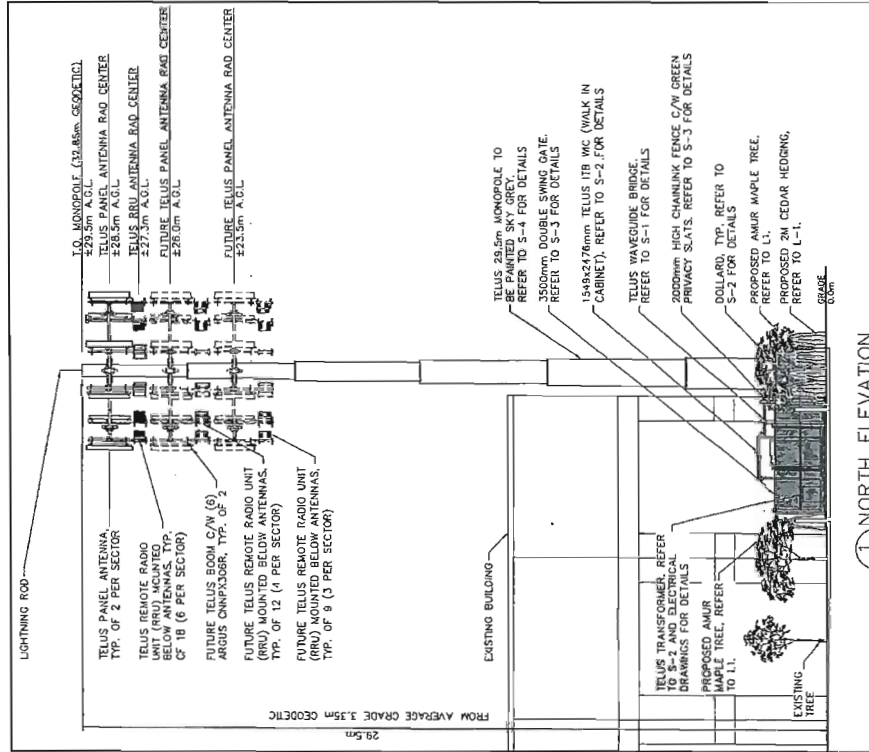 T.O. MONOPOLE (32.85m GEODETIC)
±29.5m A.G.L.
TELUS PANEL ANTENNA RAD CENTER
±28.5m A.G.L.
TELUS RRU ANTENNA RAD CENTER
±27.3m A.G.L.
FUTURE TELUS PANEL ANTENNA RAD CENTER
±26.0m A.G.L.
FUTURE TELUS PANEL ANTENNA RAD CENTER
±23.5m A.G.L.
LIGHTNING ROD
TELUS PANEL ANTENNA,
TYP. OF 2 PER SECTOR
TELUS REMOTE RADIO
UNIT (RRU) MOUNTED
BELOW ANTENNAS, TYP.
OF 18 (6 PER SECTOR)
FUTURE TELUS BOOM C/W (6)
ARGUS CNNPX306R, TYP. OF 2
FUTURE TELUS REMOTE RADIO UNIT
(RRU) MOUNTED BELOW ANTENNAS,
TYP. OF 12 (4 PER SECTOR)
FUTURE TELUS REMOTE RADIO UNIT
(RRU) MOUNTED BELOW ANTENNAS,
TYP. OF 9 (3 PER SECTOR)
TELUS 29.5m MONOPOLE TO
BE PAINTED SKY GREY.
REFER TO S-4 FOR DETAILS
3500mm DOUBLE SWING GATE.
REFER TO S-3 FOR DETAILS
1549x2476mm TELUS ITB WIC (WALK IN
CABINET), REFER TO S-2 FOR DETAILS
TELUS WAVEGUIDE BRIDGE,
REFER TO S-1 FOR DETAILS
2000mm HIGH CHAINLINK FENCE C/W GREEN
PRIVACY SLATS. REFER TO S-3 FOR DETAILS
DOLLARD, TYP. REFER TO
S-2 FOR DETAILS
PROPOSED AMUR MAPLE TREE,
REFER TO L1.
PROPOSED 2M CEDAR HEDGING,
REFER TO L-1.
GRADE
0.0m
EXISTING BUILDING
TELUS TRANSFORMER, REFER
TO S-2 AND ELECTRICAL
DRAWINGS FOR DETAILS
PROPOSED AMUR
MAPLE TREE, REFER
TO L1.
EXISTING
TREE
29.5m
FROM AVERAGE GRADE 3.35m GEODETIC
1 NORTH ELEVATION